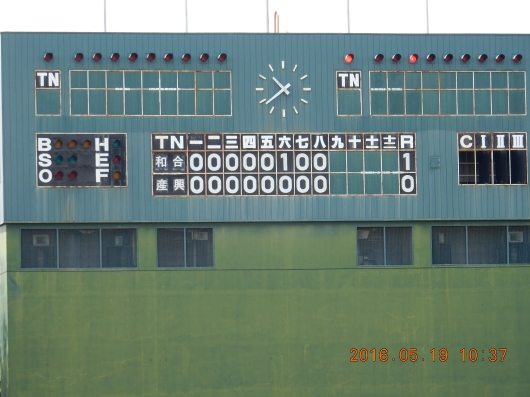 TN TN
B H
S E
O F
TN 一 二 三 四 五 六 七 八 九 十 土 士 R
和合 0 0 0 0 0 1 0 0 1
産興 0 0 0 0 0 0 0 0 0
C I II III
2016.05.19 10:37